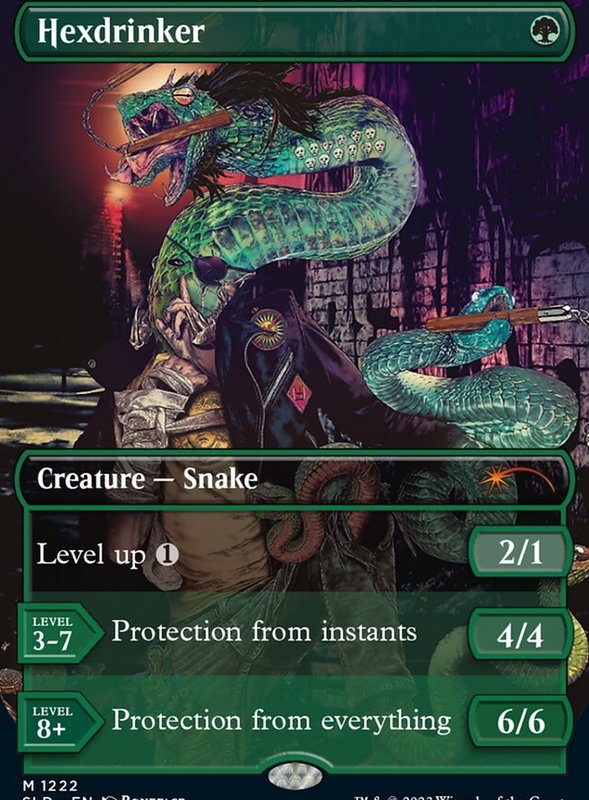 Hexdrinker
Creature — Snake
Level up 1
2/1
LEVEL
3-7
Protection from instants
4/4
LEVEL
8+
Protection from everything
6/6
M 1222